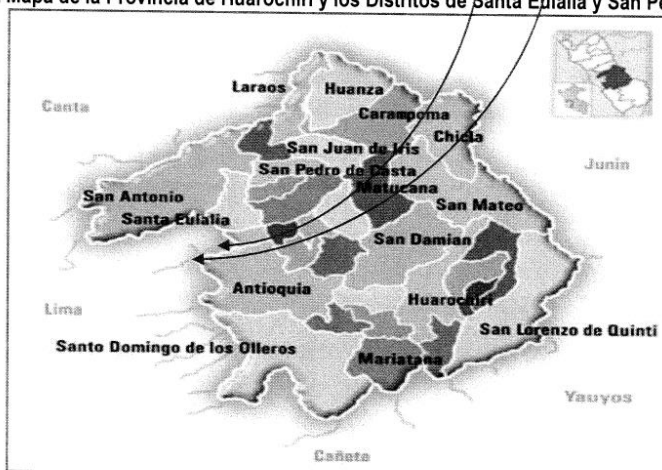 Mapa de la Provincia de Huarochirí y los Distritos de Santa Eulalia y San Pe
Laraos
Huanza
Canta
Carampoma
Chicla
San Juan de Iris
Junín
San Pedro de Casta
Matucana
San Antonio
San Mateo
Santa Eulalia
San Damian
Antioquia
Huarochiri
Lima
San Lorenzo de Quinti
Santo Domingo de los Olleros
Mariatana
Yauyos
Cañete